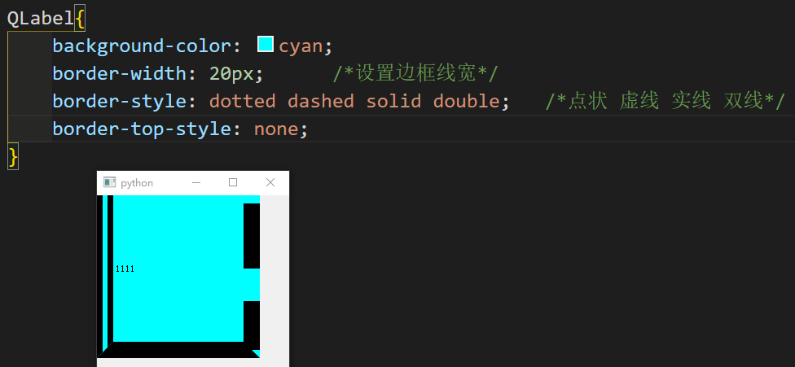 QLabel{
background-color: cyan;
border-width: 20px; /*设置边框线宽*/
border-style: dotted dashed solid double; /*点状 虚线 实线 双线*/
border-top-style: none;
}
python
1111